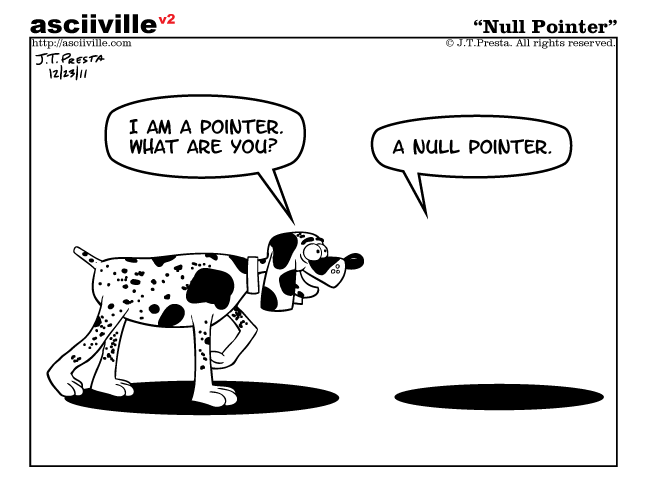 asciiville v2
"Null Pointer"
http://asciiville.com
© J.T.Presta. All rights reserved.
J.T. PRESTA
12/23/11
I AM A POINTER.
WHAT ARE YOU?
A NULL POINTER.